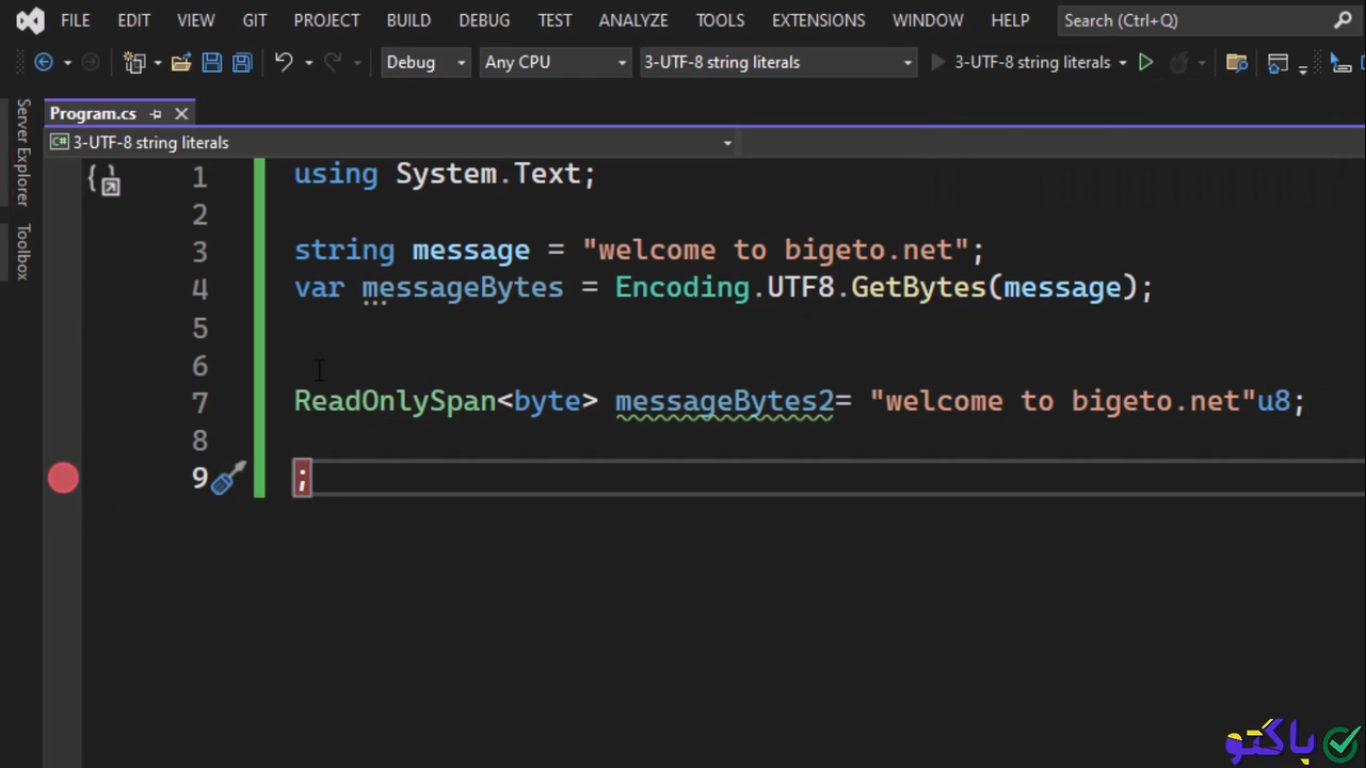 FILE EDIT VIEW GIT PROJECT BUILD DEBUG TEST ANALYZE TOOLS EXTENSIONS WINDOW HELP Search (Ctrl+Q)
Debug Any CPU 3-UTF-8 string literals 3-UTF-8 string literals
Server Explorer
Toolbox
Program.cs
C# 3-UTF-8 string literals
1 using System.Text;
2
3 string message = "welcome to bigeto.net";
4 var messageBytes = Encoding.UTF8.GetBytes(message);
5
6
7 ReadOnlySpan<byte> messageBytes2= "welcome to bigeto.net"u8;
8
9 ;
باکتو